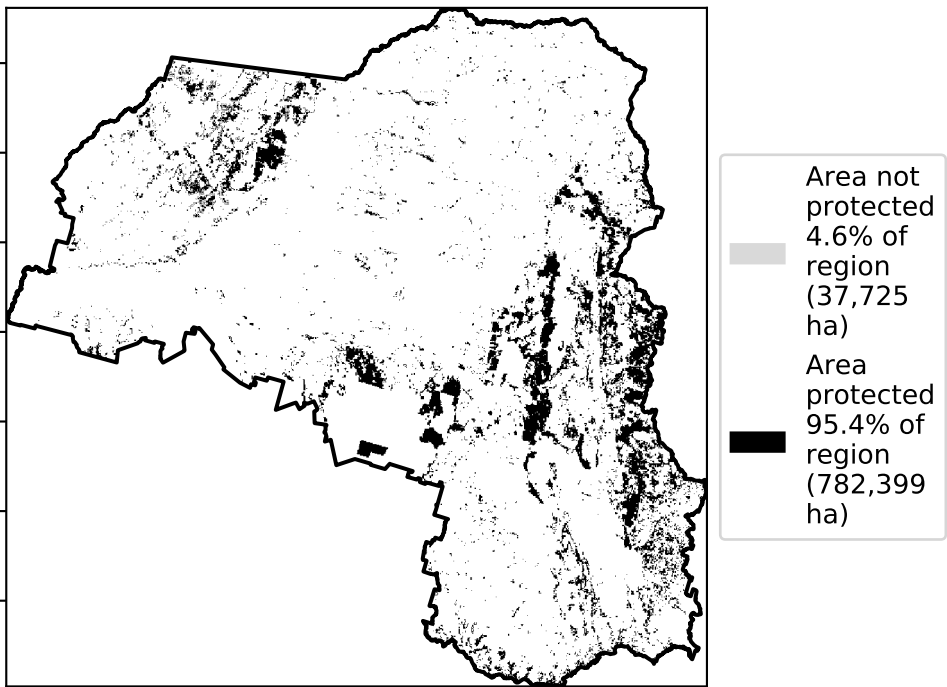 Area not
protected
4.6% of
region
(37,725
ha)
Area
protected
95.4% of
region
(782,399
ha)